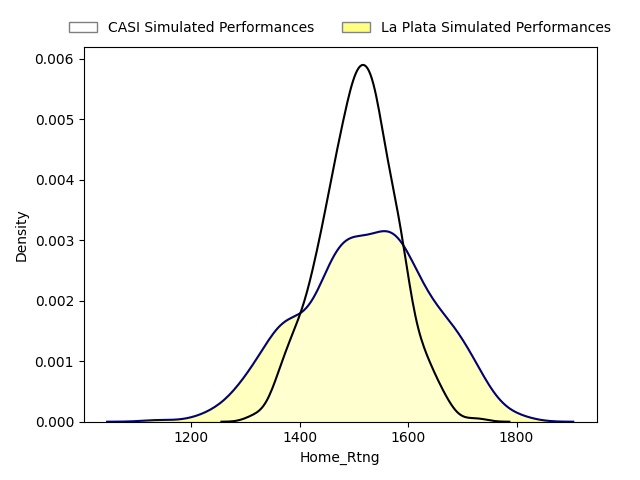 CASI Simulated Performances La Plata Simulated Performances
0.006
0.005
0.004
0.003
0.002
0.001
0.000
Density
1200 1400 1600 1800
Home_Rtng